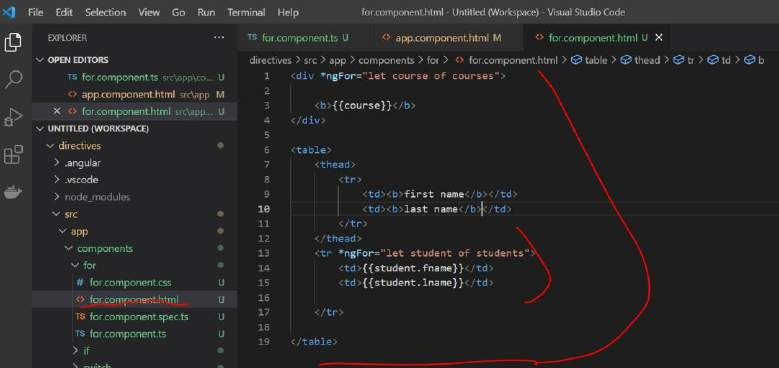 File Edit Selection View Go Run Terminal Help for.component.html - Untitled (Workspace) - Visual Studio Code
EXPLORER ···
OPEN EDITORS
TS for.component.ts src\app\co... U
<> app.component.html src\app M
<> for.component.html src\ap... U
UNTITLED (WORKSPACE)
directives
.angular
.vscode
node_modules
src
app
components
for
# for.component.css U
<> for.component.html U
TS for.component.spec.ts U
TS for.component.ts U
if
switch
TS for.component.ts U <> app.component.html M <> for.component.html U
directives > src > app > components > for > <> for.component.html > table > thead > tr > td > b
1 <div *ngFor="let course of courses">
2
3 <b>{{course}}</b>
4 </div>
5
6 <table>
7 <thead>
8 <tr>
9 <td><b>first name</b></td>
10 <td><b>last name</b></td>
11 </tr>
12 </thead>
13 <tr *ngFor="let student of students">
14 <td>{{student.fname}}</td>
15 <td>{{student.lname}}</td>
16
17 </tr>
18
19 </table>